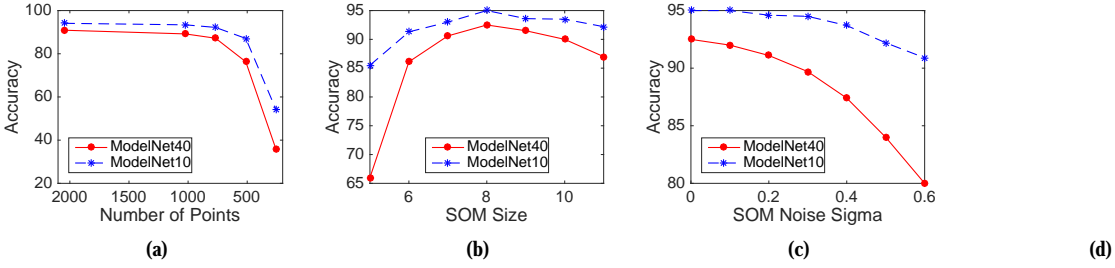 Accuracy
100
80
60
40
20
2000 1500 1000 500
Number of Points
ModelNet40
ModelNet10
(a)
Accuracy
95
90
85
80
75
70
65
6 8 10
SOM Size
ModelNet40
ModelNet10
(b)
Accuracy
95
90
85
80
0 0.2 0.4 0.6
SOM Noise Sigma
ModelNet40
ModelNet10
(c)
(d)